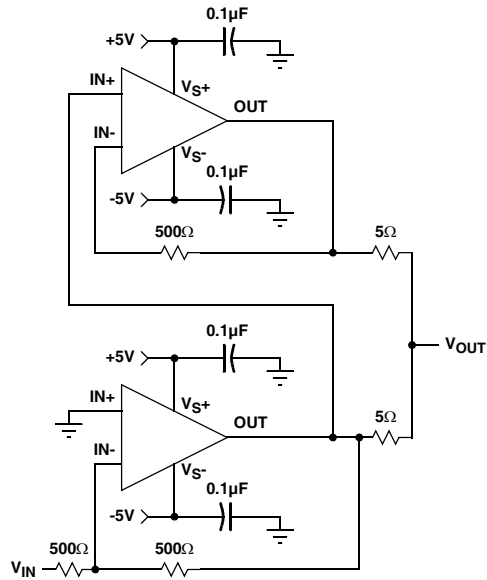 0.1µF
+5V
IN+
VS+
OUT
IN-
VS-
0.1µF
-5V
500Ω
5Ω
VOUT
0.1µF
+5V
IN+
VS+
OUT
5Ω
IN-
VS-
0.1µF
-5V
500Ω
500Ω
VIN